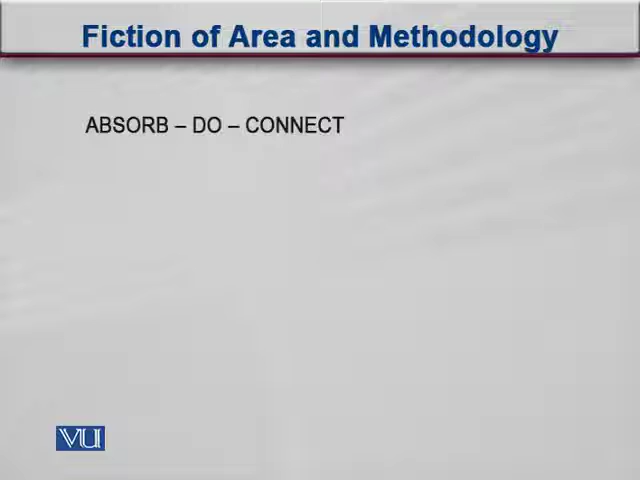 Fiction of Area and Methodology
ABSORB – DO – CONNECT
VU